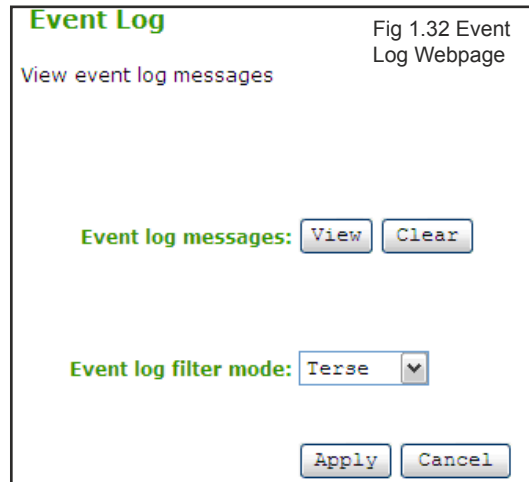 Event Log
Fig 1.32 Event
Log Webpage
View event log messages
Event log messages: View Clear
Event log filter mode: Terse
Apply Cancel